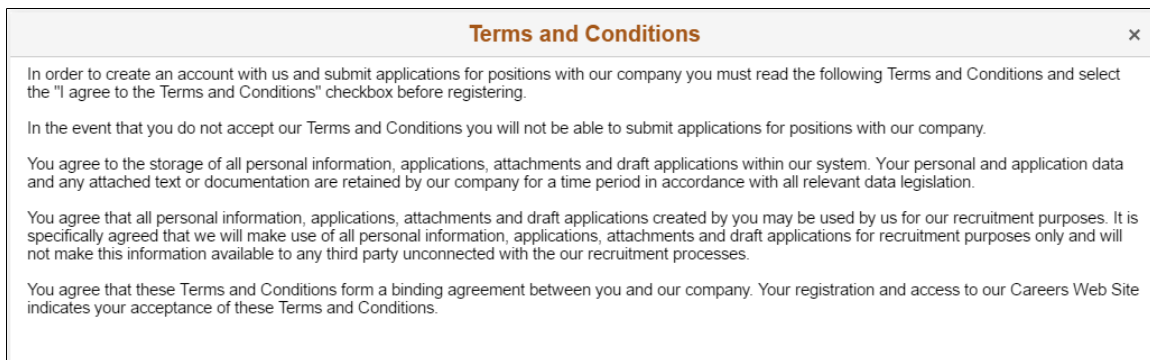 Terms and Conditions
×
In order to create an account with us and submit applications for positions with our company you must read the following Terms and Conditions and select
the "I agree to the Terms and Conditions" checkbox before registering.
In the event that you do not accept our Terms and Conditions you will not be able to submit applications for positions with our company.
You agree to the storage of all personal information, applications, attachments and draft applications within our system. Your personal and application data
and any attached text or documentation are retained by our company for a time period in accordance with all relevant data legislation.
You agree that all personal information, applications, attachments and draft applications created by you may be used by us for our recruitment purposes. It is
specifically agreed that we will make use of all personal information, applications, attachments and draft applications for recruitment purposes only and will
not make this information available to any third party unconnected with the our recruitment processes.
You agree that these Terms and Conditions form a binding agreement between you and our company. Your registration and access to our Careers Web Site
indicates your acceptance of these Terms and Conditions.